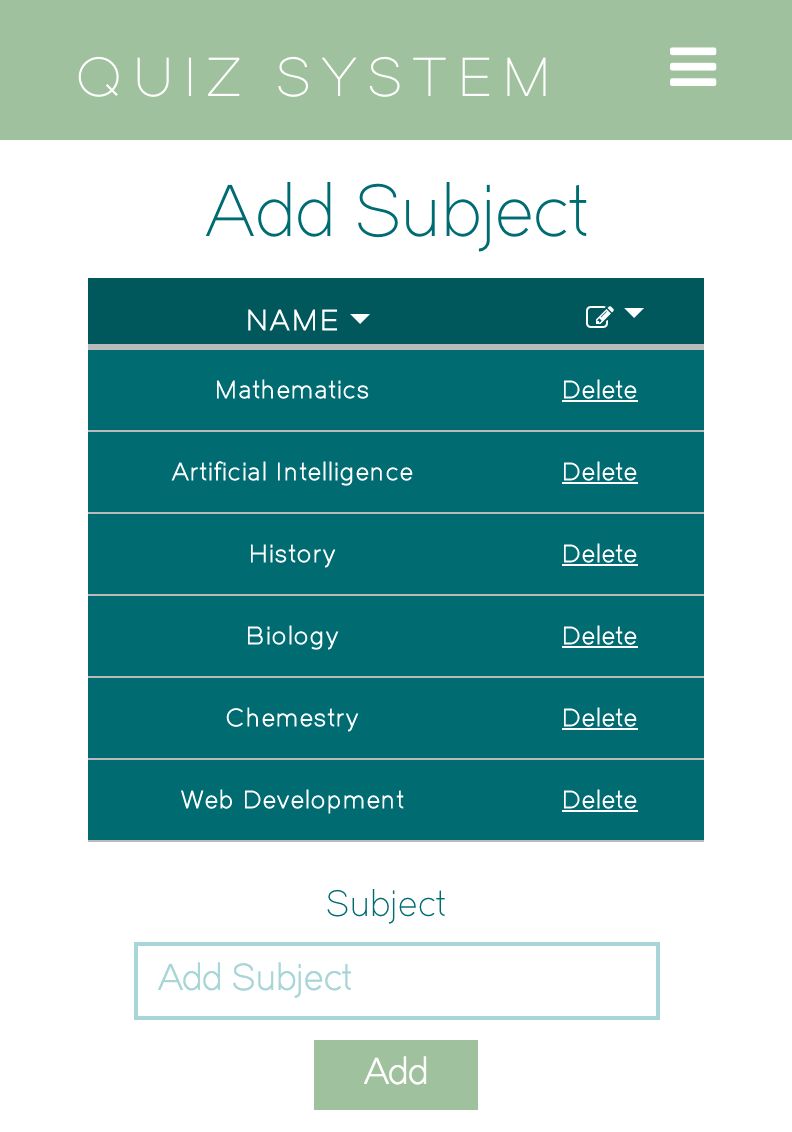 QUIZ SYSTEM
Add Subject
NAME
Mathematics Delete
Artificial Intelligence Delete
History Delete
Biology Delete
Chemestry Delete
Web Development Delete
Subject
Add Subject
Add